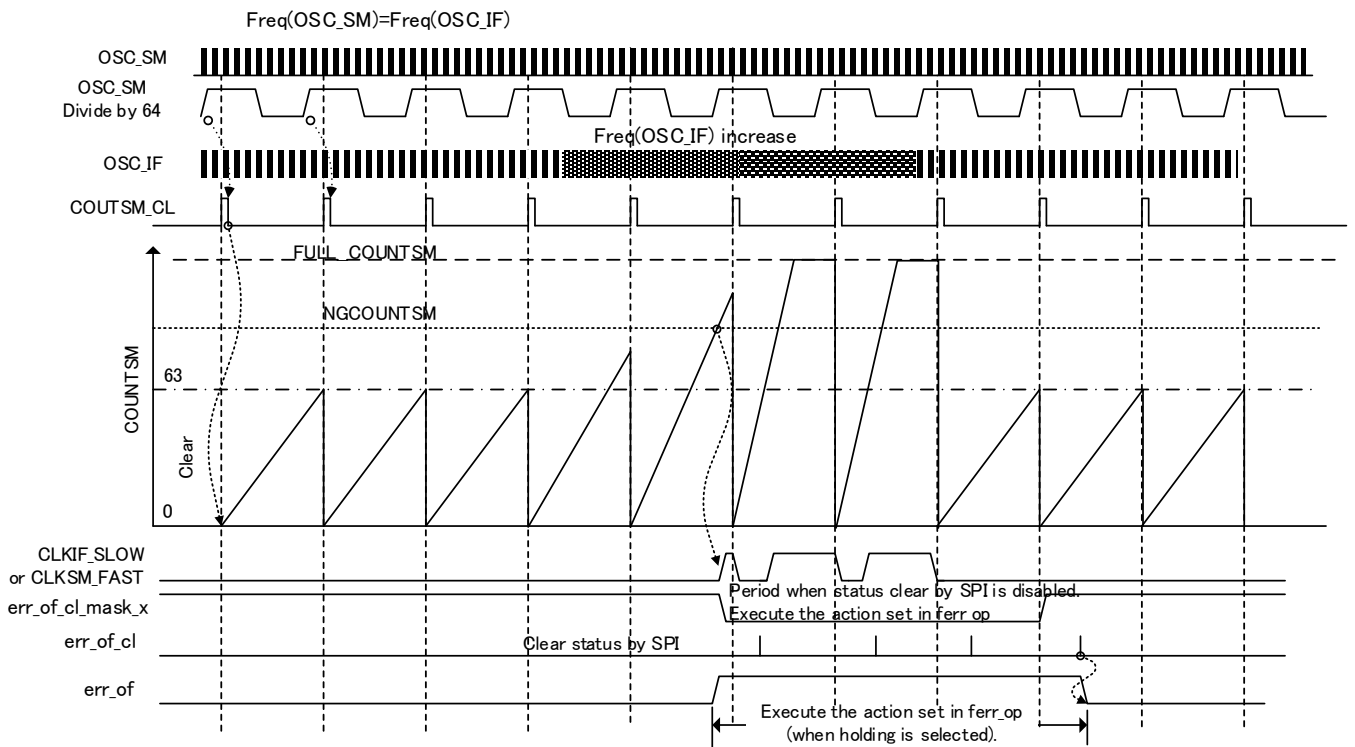 Freq(OSC_SM)=Freq(OSC_IF)
OSC_SM
OSC_SM
Divide by 64
Freq(OSC_IF) increase
OSC_IF
COUTSM_CL
FULL_COUNTSM
NGCOUNTSM
63
COUNTSM
Clear
0
CLKIF_SLOW
or CLKSM_FAST
Period when status clear by SPI is disabled.
err_of_cl_mask_x
Execute the action set in ferr_op
err_of_cl
Clear status by SPI
err_of
Execute the action set in ferr_op
(when holding is selected).